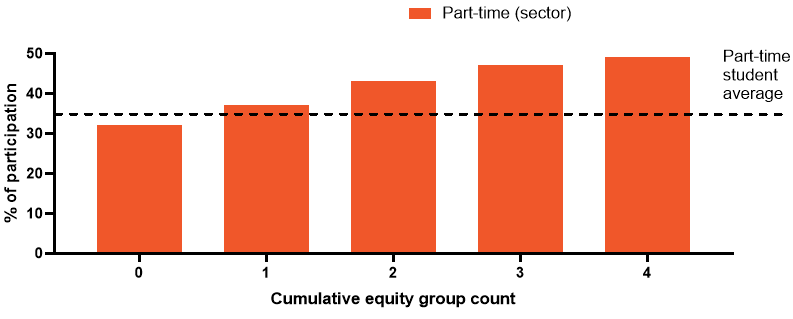 Part-time (sector)
50
40
30
20
10
0
% of participation
Part-time
student
average
0 1 2 3 4
Cumulative equity group count